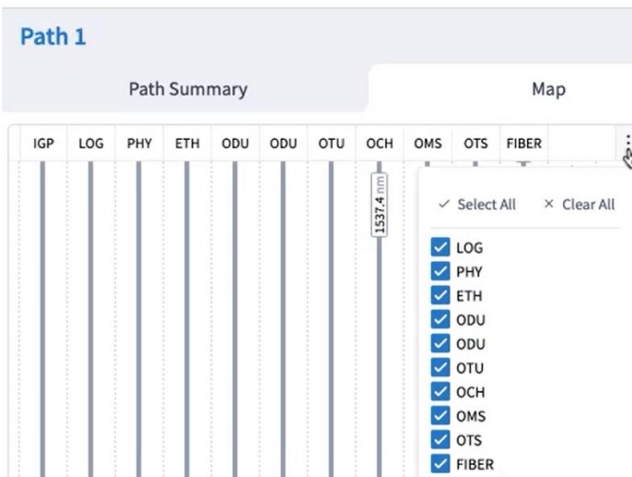 Path 1
Path Summary Map
IGP LOG PHY ETH ODU ODU OTU OCH OMS OTS FIBER
1537.4 nm
Select All Clear All
LOG
PHY
ETH
ODU
ODU
OTU
OCH
OMS
OTS
FIBER